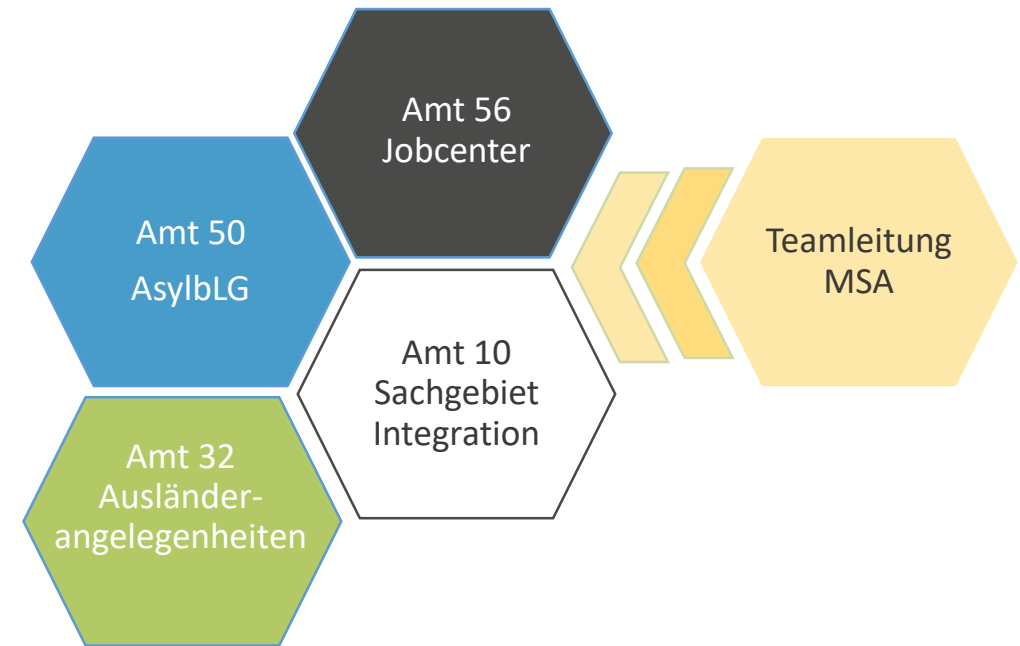 Amt 56
Jobcenter
Amt 50
AsylbLG
Teamleitung
MSA
Amt 10
Sachgebiet
Integration
Amt 32
Ausländer-
angelegenheiten